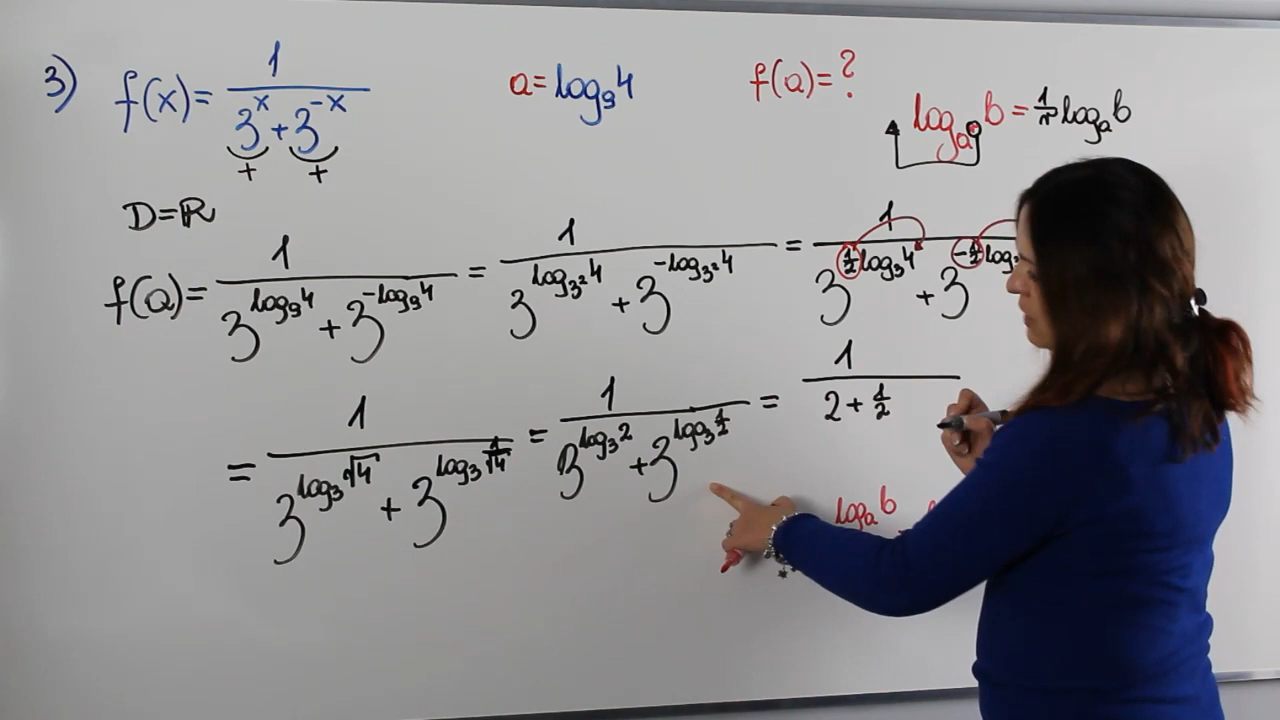 3) f(x) = 1/(3^x + 3^(-x)) a = log_9 4 f(a) = ?
+ + log_(a^n) b = 1/n log_a b
D = ℝ
f(a) = 1/(3^(log_9 4) + 3^(-log_9 4)) = 1/(3^(log_(3^2) 4) + 3^(-log_(3^2) 4)) = 1/(3^(1/2 log_3 4) + 3^(-1/2 log
= 1/(3^(log_3 √4) + 3^(log_3 1/√4)) = 1/(3^(log_3 2) + 3^(log_3 1/2)) = 1/(2 + 1/2)
log_a b